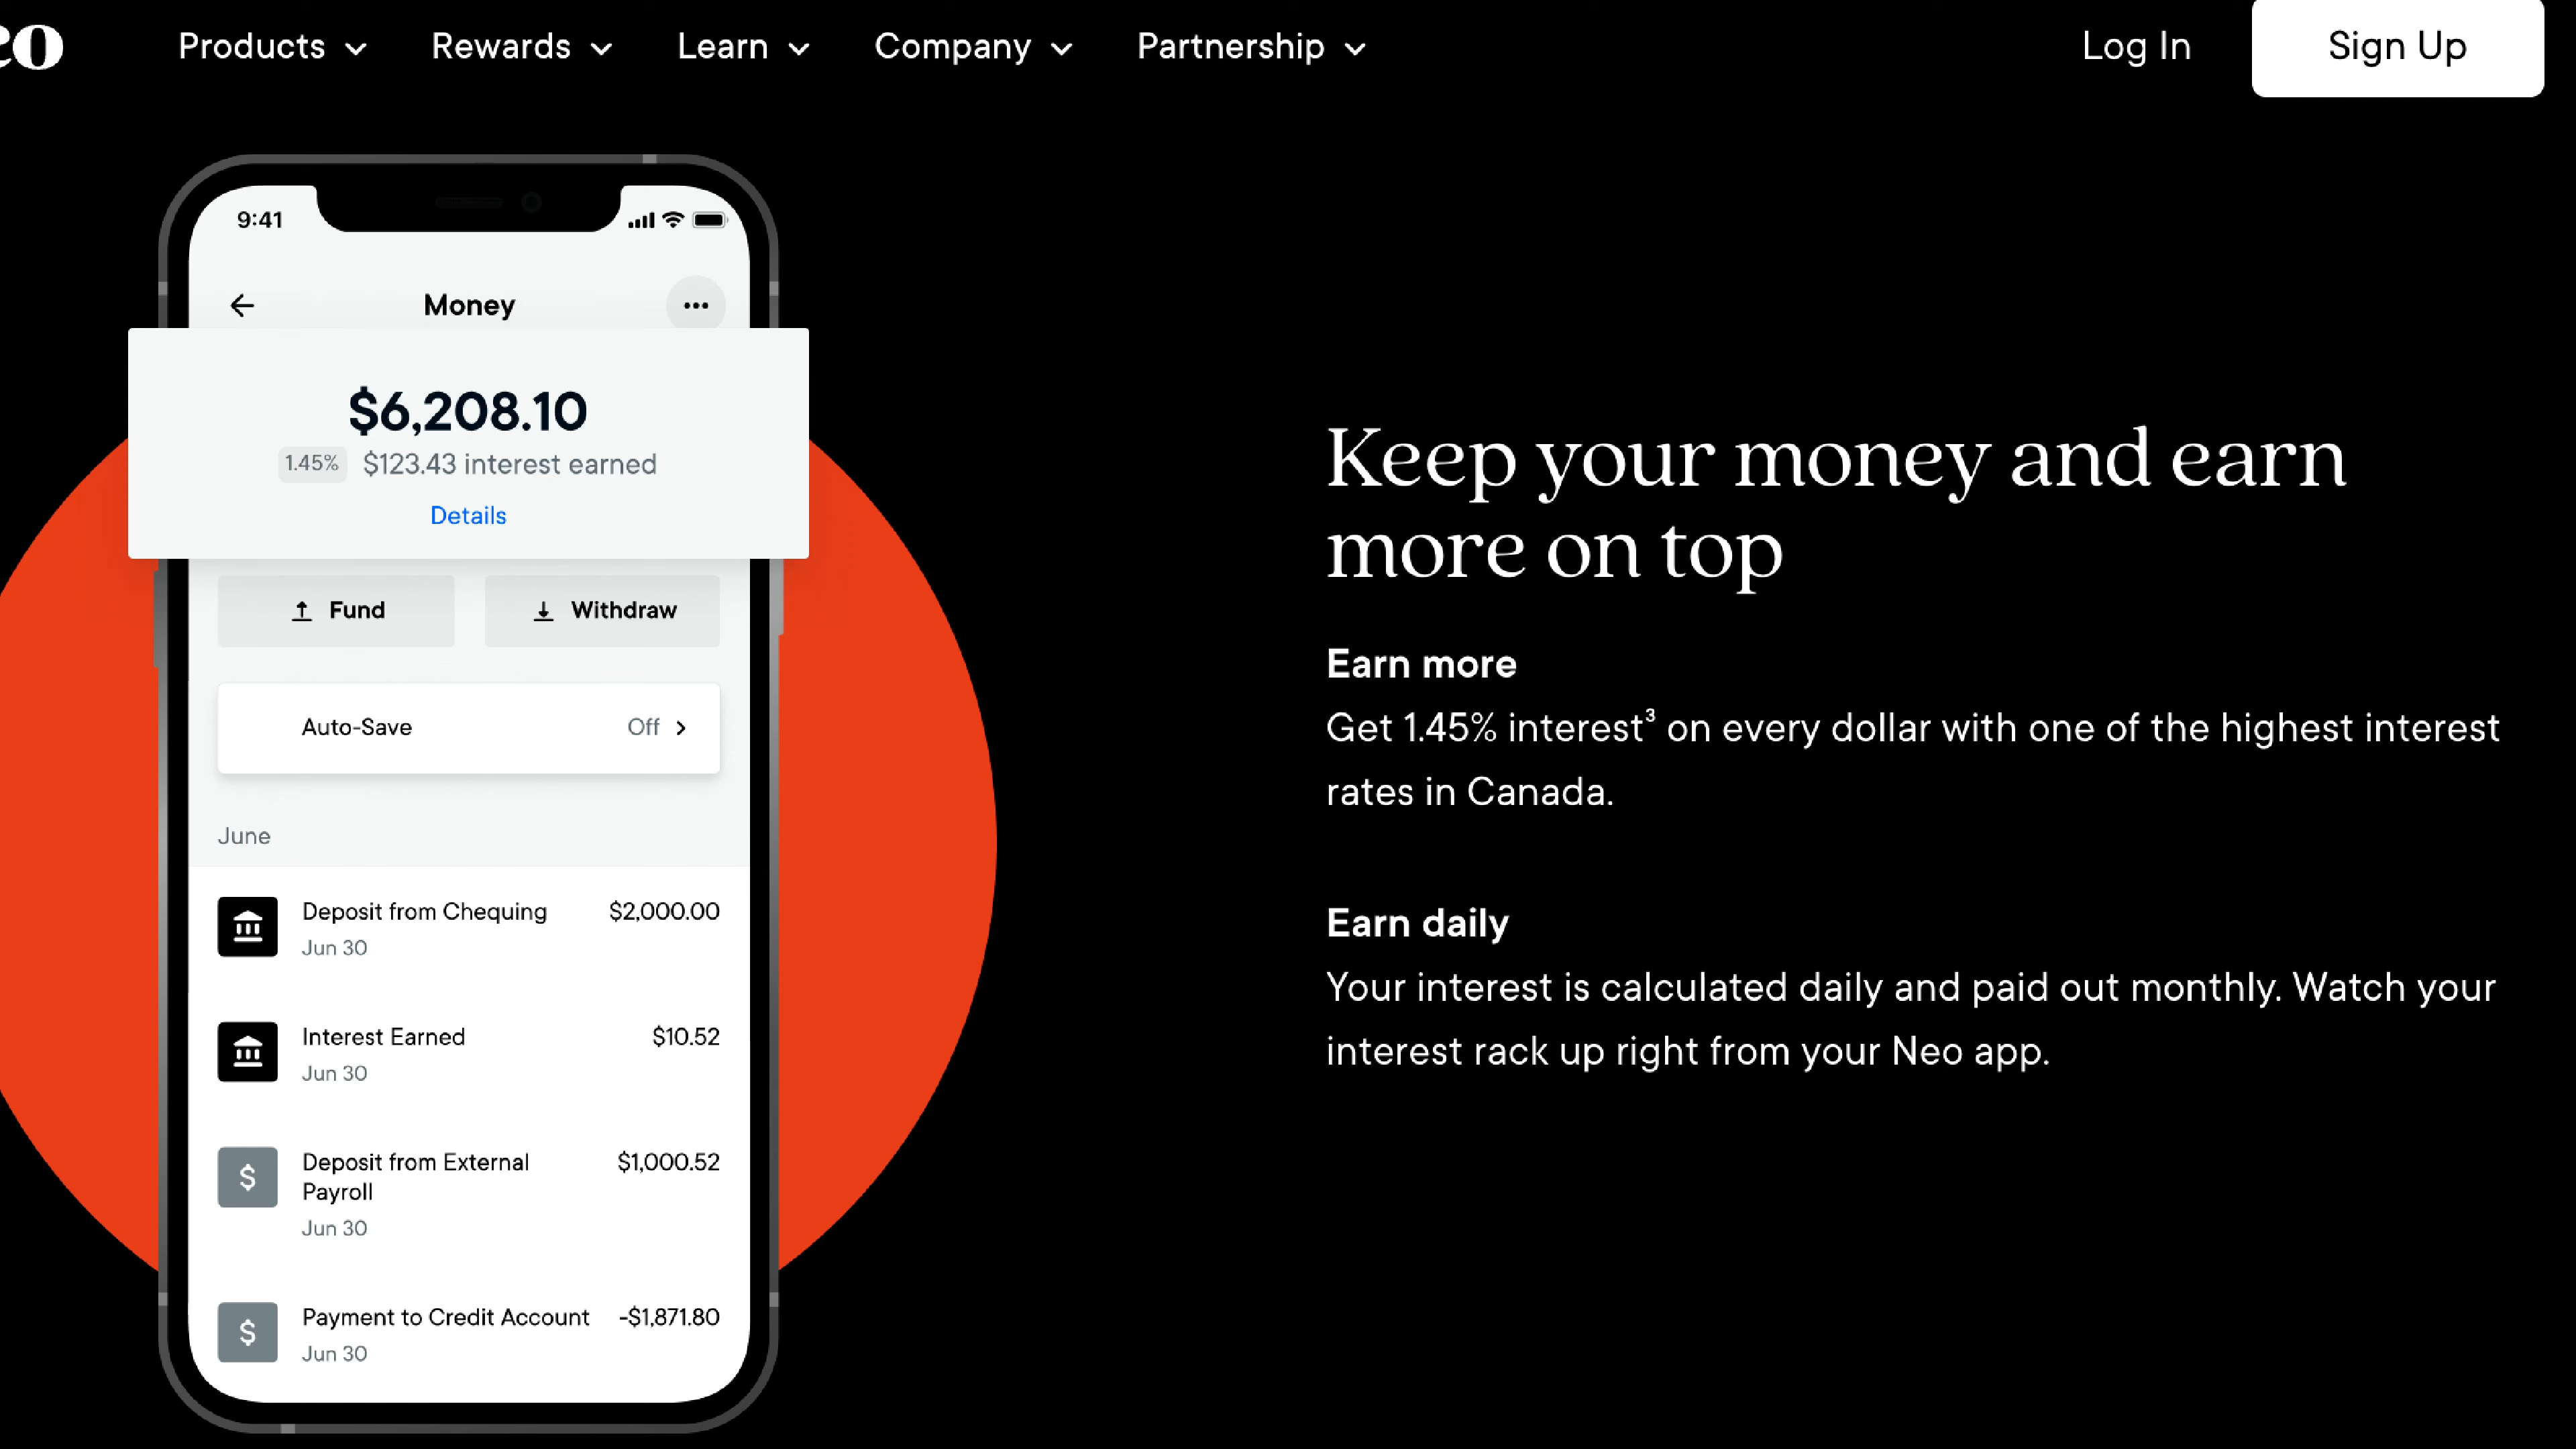 eo Products Rewards Learn Company Partnership Log In Sign Up
9:41
Money
$6,208.10
1.45% $123.43 interest earned
Details
Fund Withdraw
Auto-Save Off
June
Deposit from Chequing $2,000.00
Jun 30
Interest Earned $10.52
Jun 30
Deposit from External $1,000.52
Payroll
Jun 30
Payment to Credit Account -$1,871.80
Jun 30
Keep your money and earn
more on top
Earn more
Get 1.45% interest³ on every dollar with one of the highest interest
rates in Canada.
Earn daily
Your interest is calculated daily and paid out monthly. Watch your
interest rack up right from your Neo app.